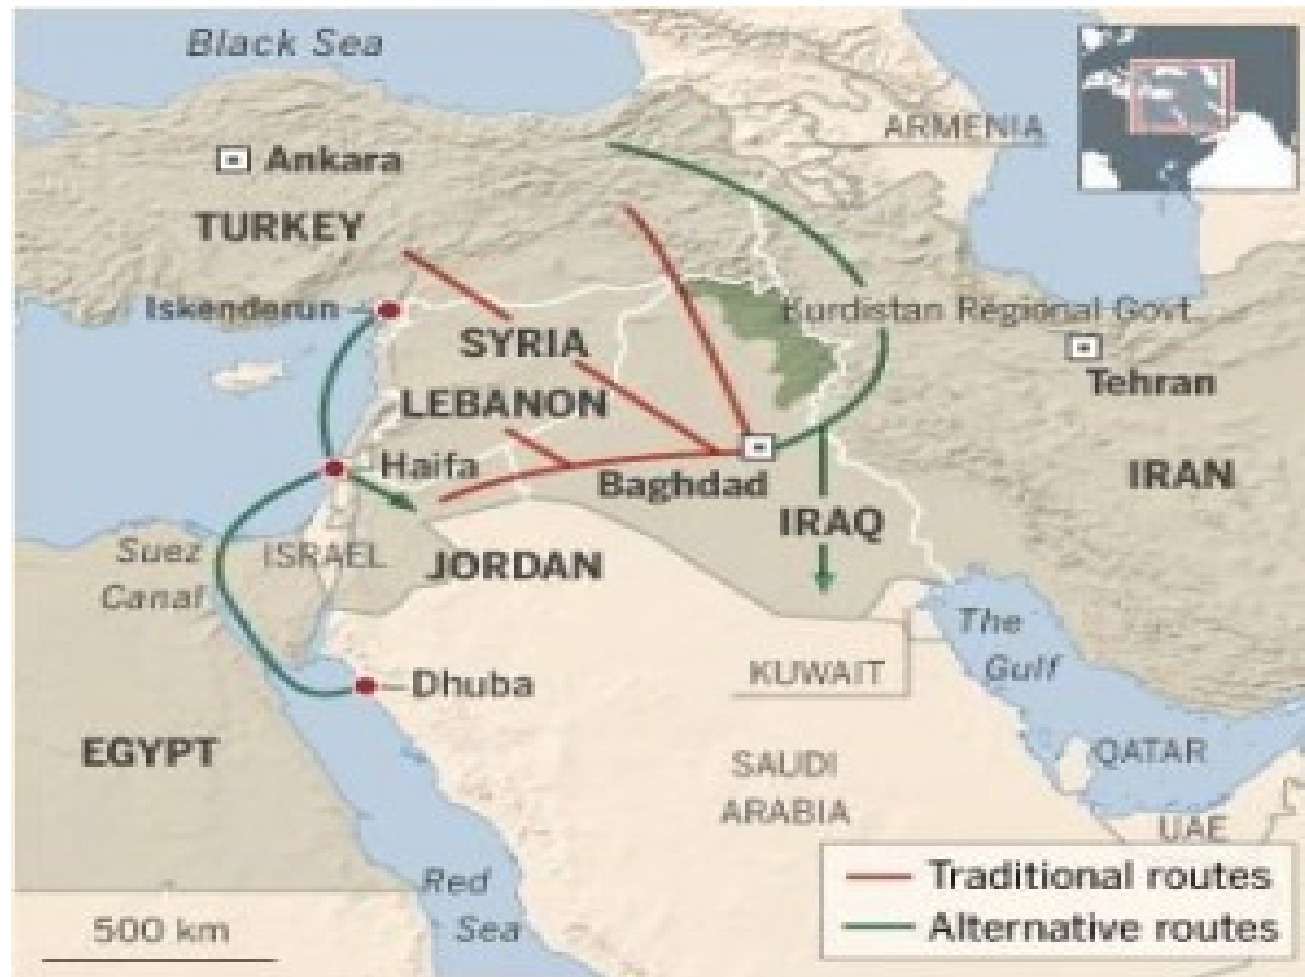 Black Sea
ARMENIA
Ankara
TURKEY
Iskenderun
Kurdistan Regional Govt.
SYRIA
Tehran
LEBANON
Haifa
Baghdad
IRAN
IRAQ
Suez
Canal
ISRAEL
JORDAN
The
Gulf
KUWAIT
Dhuba
EGYPT
QATAR
SAUDI
ARABIA
UAE
Red
Sea
500 km
Traditional routes
Alternative routes